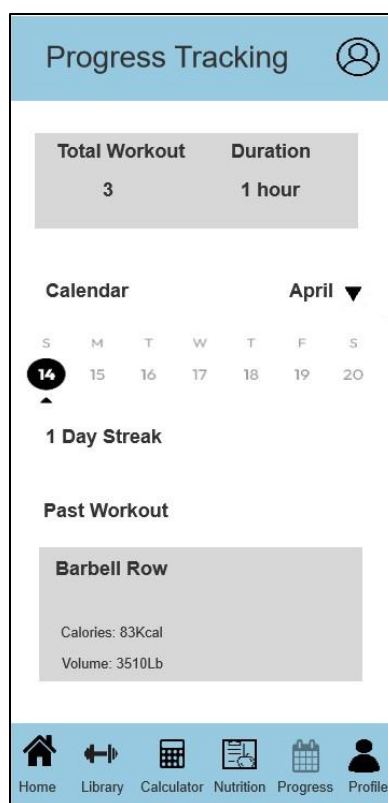 Progress Tracking
Total Workout Duration
3 1 hour
Calendar April
S M T W T F S
14 15 16 17 18 19 20
1 Day Streak
Past Workout
Barbell Row
Calories: 83Kcal
Volume: 3510Lb
Home Library Calculator Nutrition Progress Profile